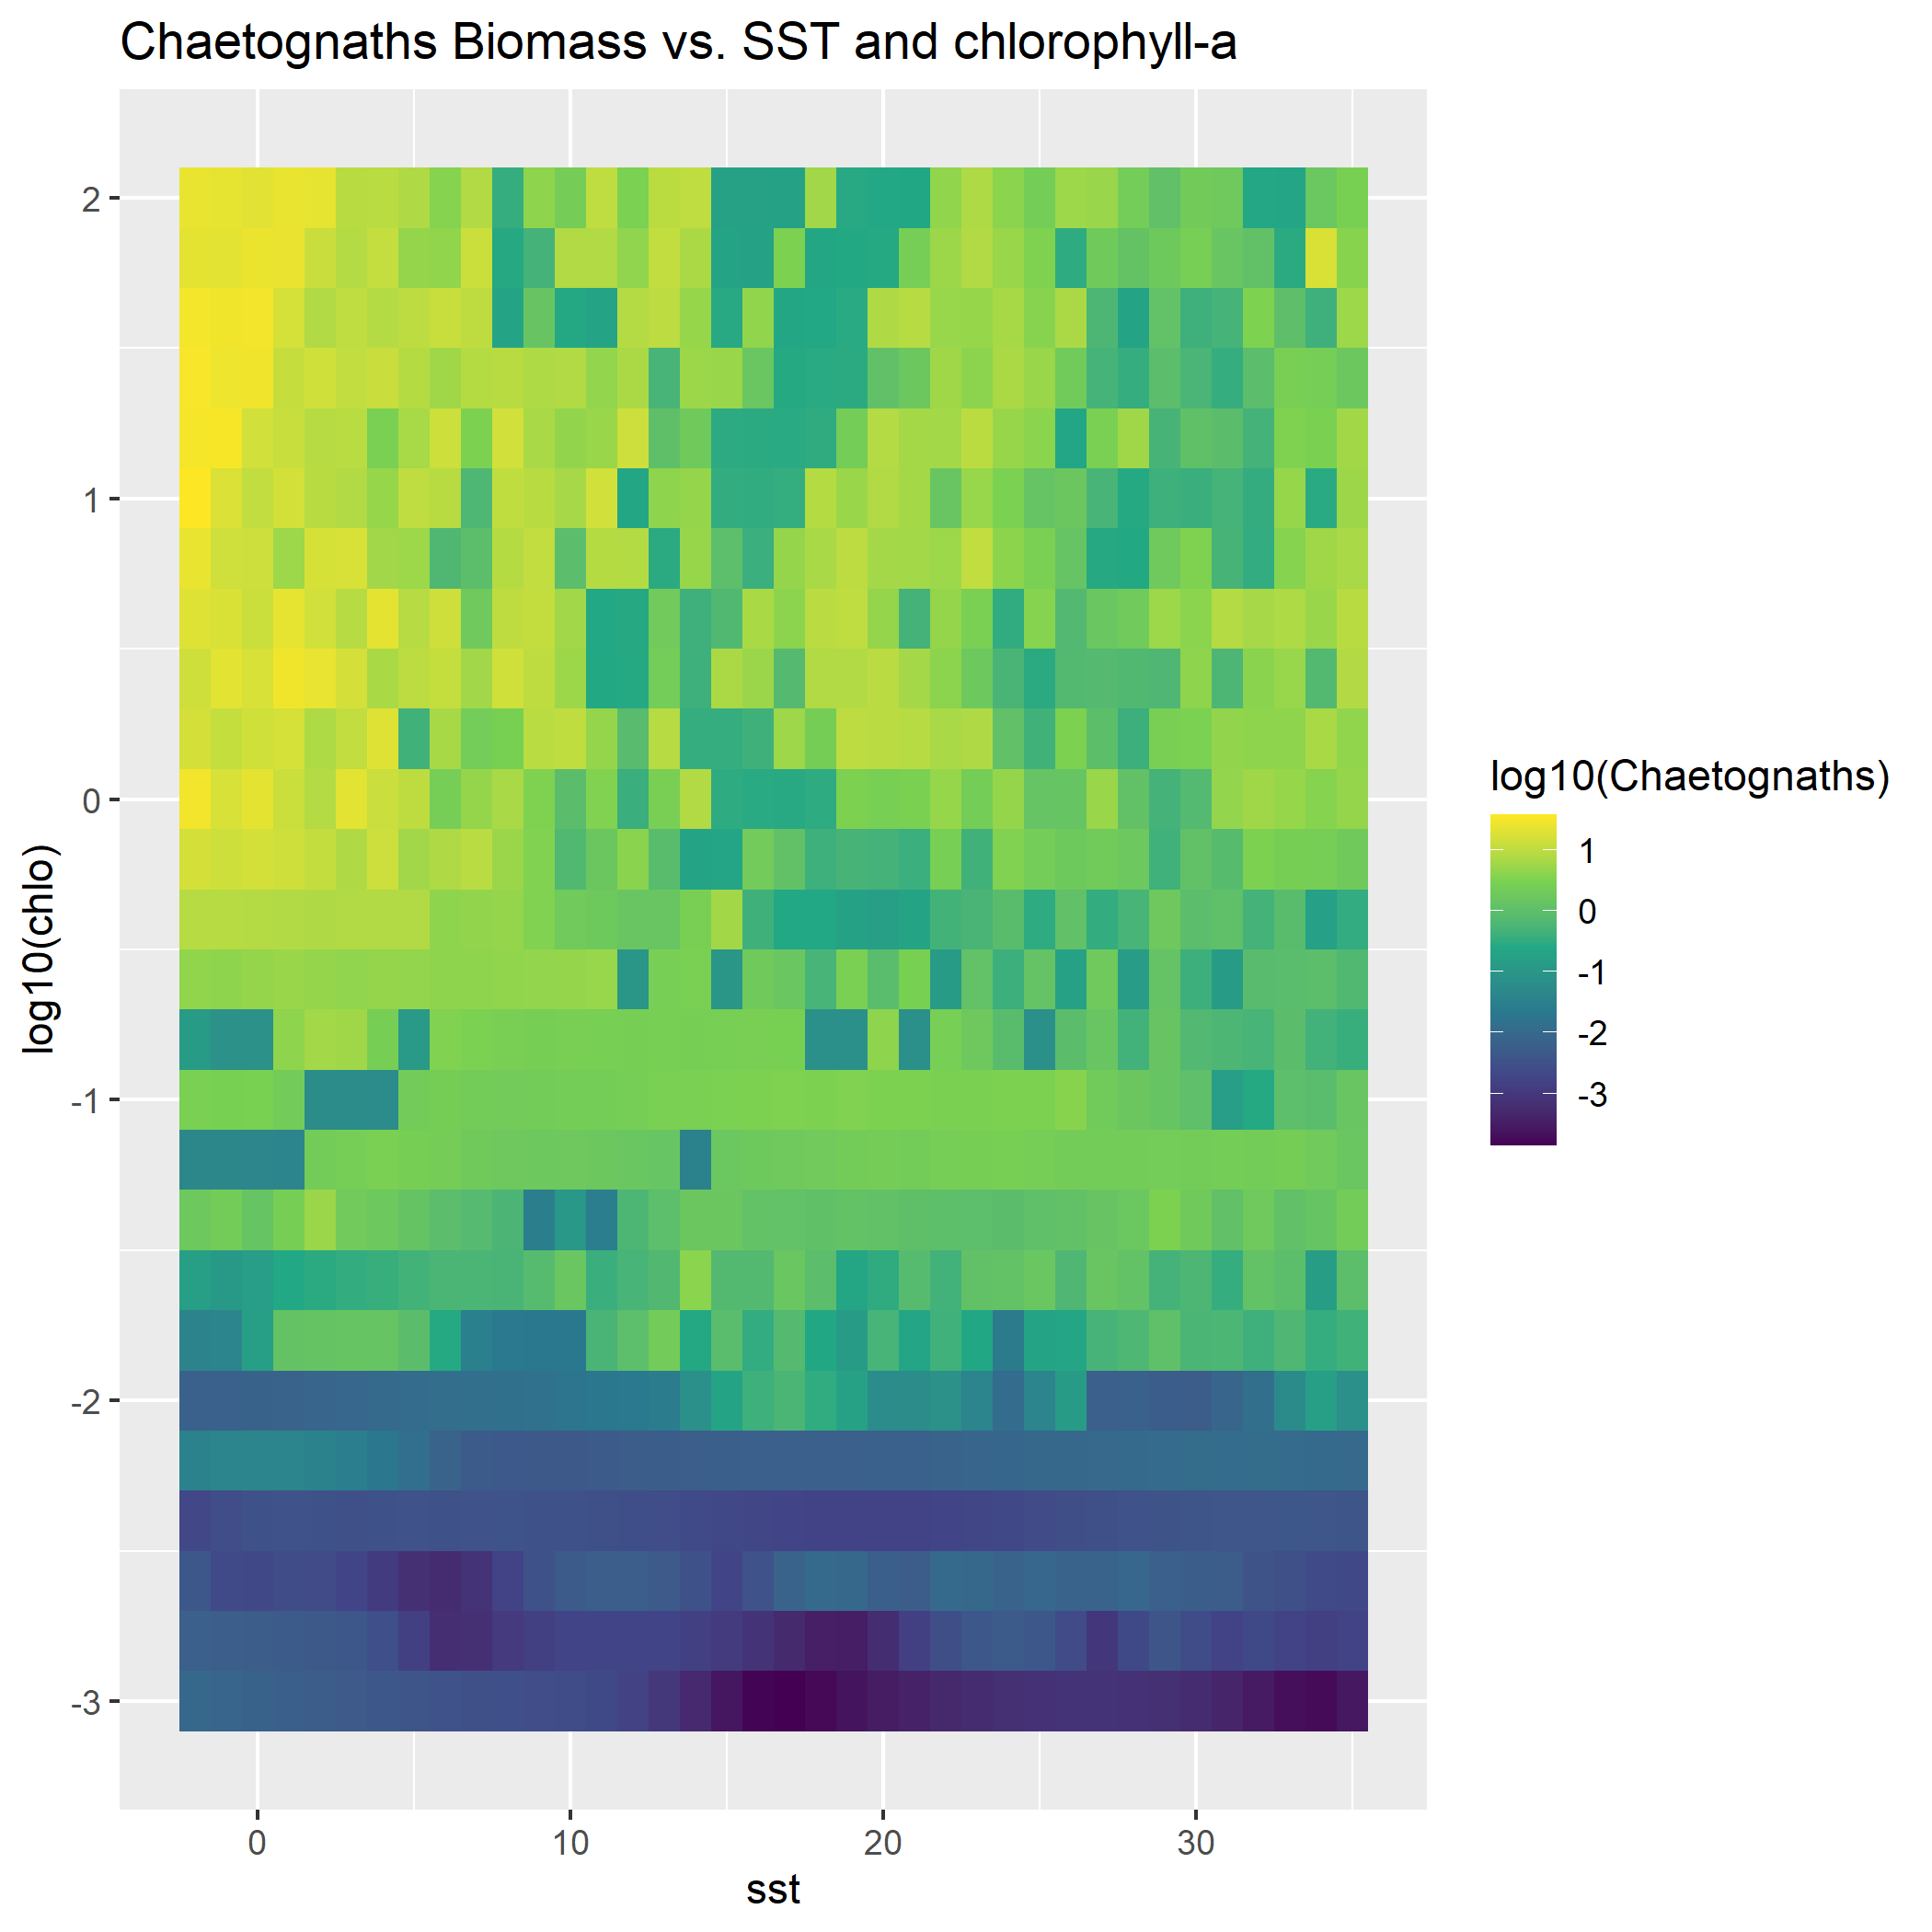 Chaetognaths Biomass vs. SST and chlorophyll-a
log10(chlo)
2
1
0
-1
-2
-3
0 10 20 30
sst
log10(Chaetognaths)
1
0
-1
-2
-3